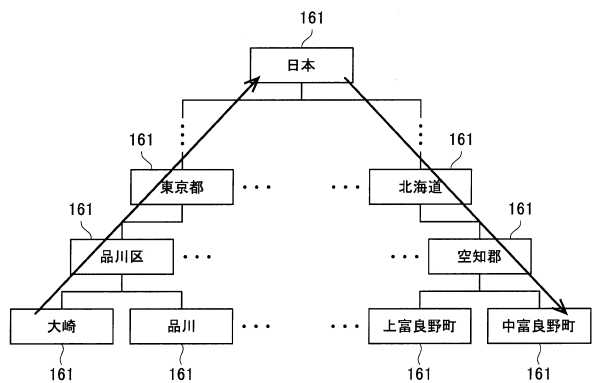 161
日本
161
161
東京都
・・・
・・・
北海道
161
161
品川区
・・・
・・・
空知郡
大崎
品川
・・・
・・・
上富良野町
中富良野町
161
161
161
161